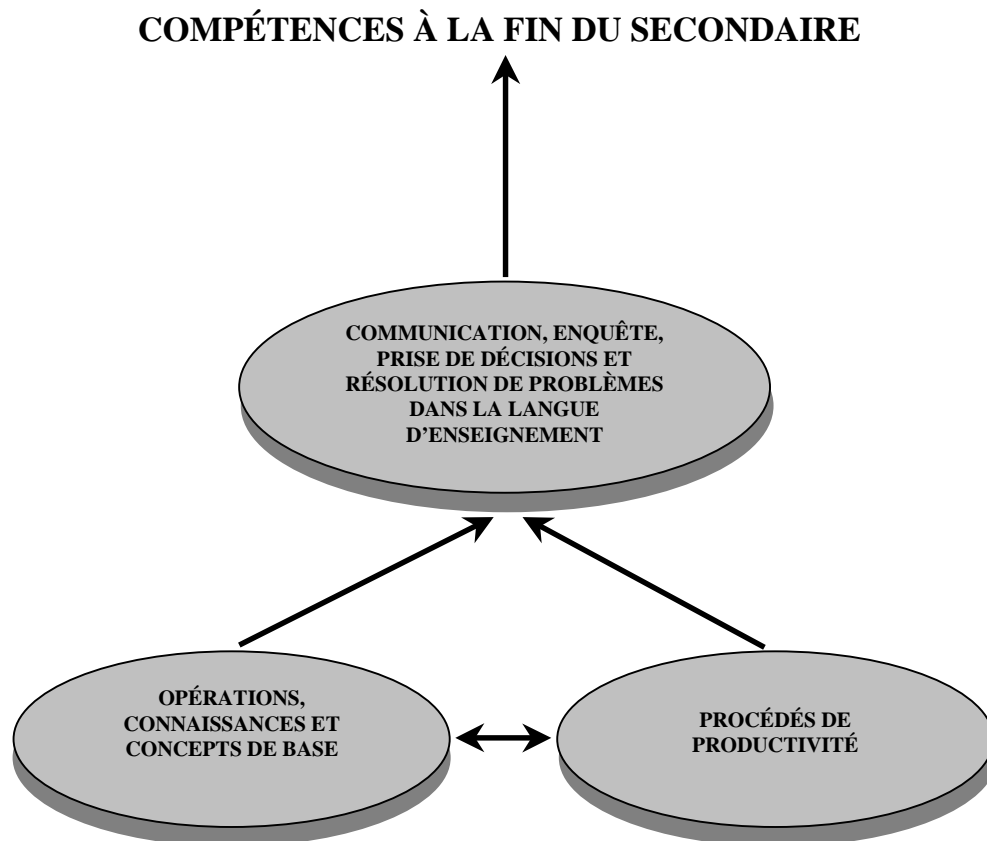 COMPÉTENCES À LA FIN DU SECONDAIRE
COMMUNICATION, ENQUÊTE,
PRISE DE DÉCISIONS ET
RÉSOLUTION DE PROBLÈMES
DANS LA LANGUE
D'ENSEIGNEMENT
OPÉRATIONS,
CONNAISSANCES ET
CONCEPTS DE BASE
PROCÉDÉS DE
PRODUCTIVITÉ